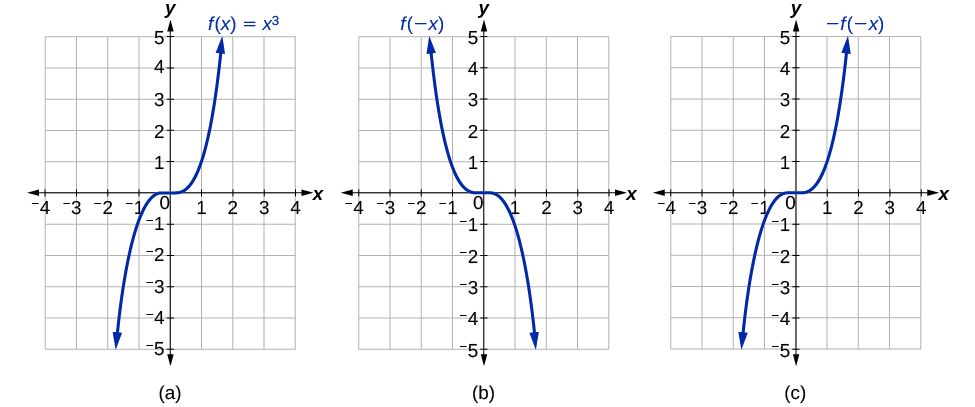 y y y
f(x) = x³ f(−x) −f(−x)
5 5 5
4 4 4
3 3 3
2 2 2
1 1 1
x x x
0 0 0
−4 −3 −2 −1 1 2 3 4 −4 −3 −2 −1 1 2 3 4 −4 −3 −2 −1 1 2 3 4
−1 −1 −1
−2 −2 −2
−3 −3 −3
−4 −4 −4
−5 −5 −5
(a) (b) (c)